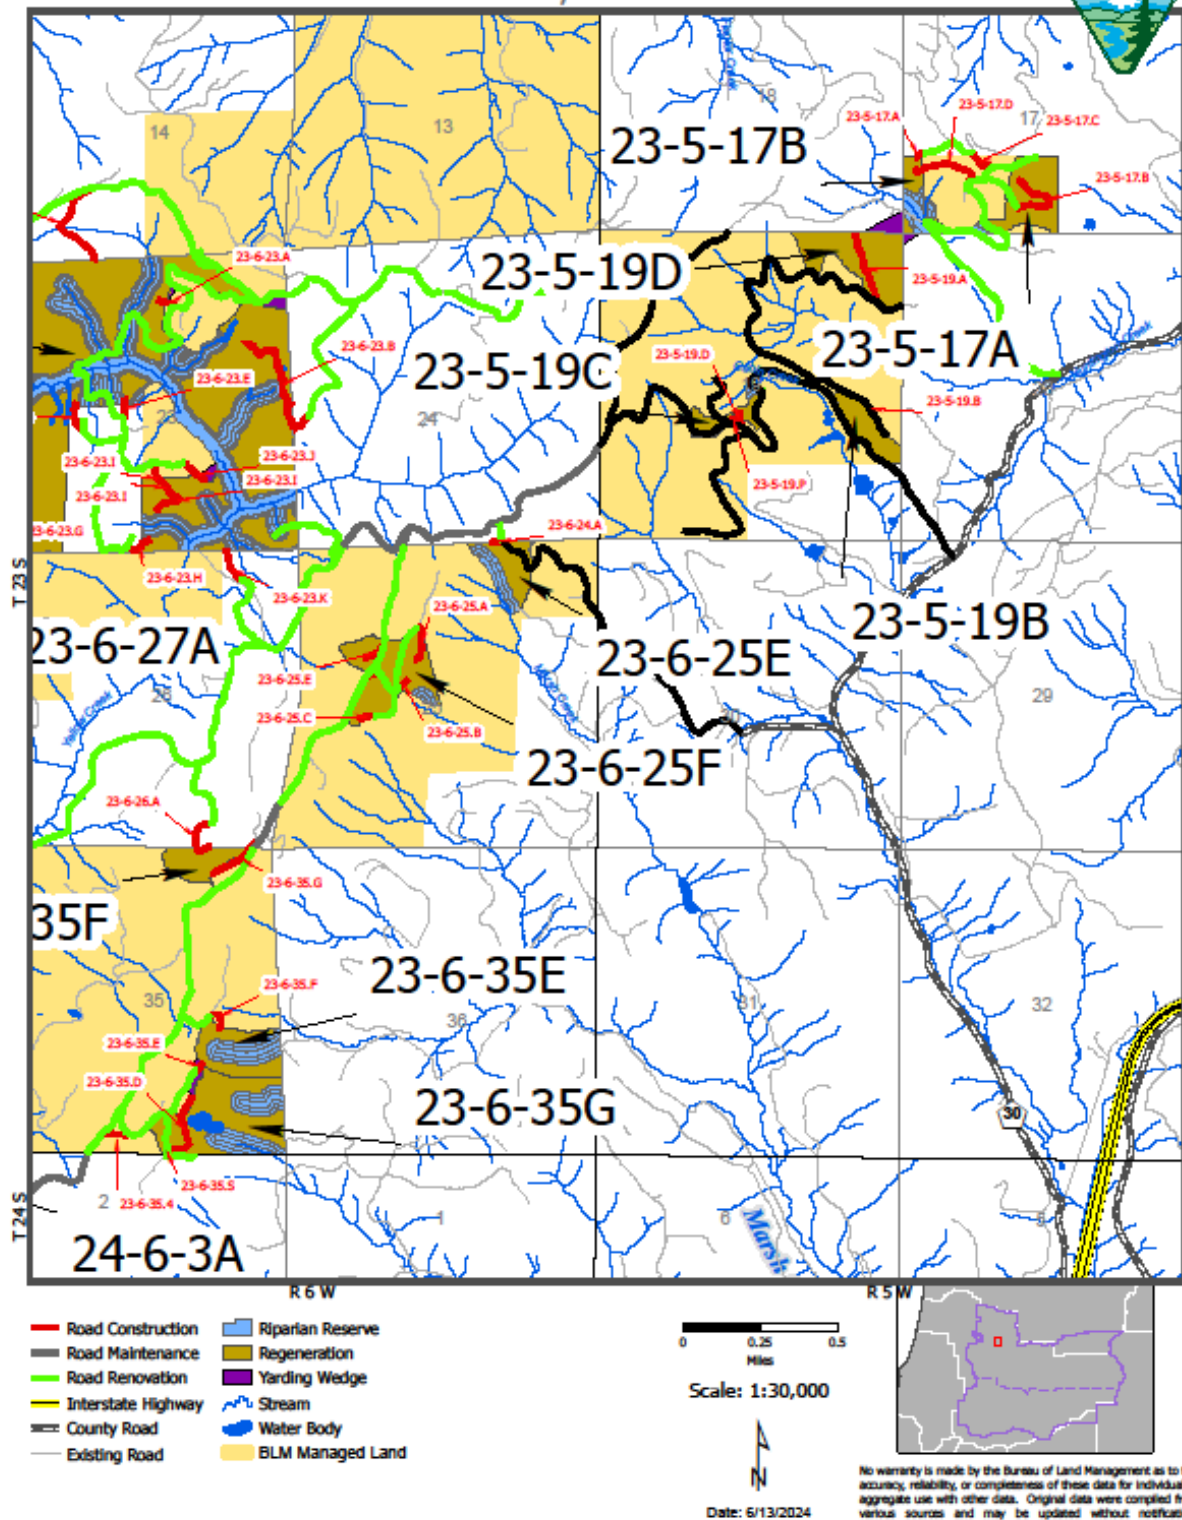 14
13
18
17
23-5-17.D
23-5-17.A
23-5-17.C
23-5-17B
23-5-17.B
23-6-23.A
23-5-19D
23-5-19.A
23-6-23.B
23-5-19.D
23-5-17A
23-5-19C
23-6-23.E
23-5-19.B
24
23-6-23.J
23-6-23.I
23-6-23.I
23-6-23.I
23-5-19.P
23-6-23.G
23-6-24.A
T 23 S
23-6-23.H
23-6-23.K
23-6-25.A
23-5-19B
23-6-27A
23-6-25E
23-6-25.E
26
29
23-6-25.C
23-6-25.B
30
23-6-25F
23-6-26.A
23-6-35.G
35F
23-6-35E
23-6-35.F
35
36
31
32
23-6-35.E
23-6-35.D
23-6-35G
30
23-6-35.S
23-6-35.4
T 24 S
2
1
6
Marsh
24-6-3A
R 6 W
R 5 W
Road Construction
Road Maintenance
Road Renovation
Interstate Highway
County Road
Existing Road
Riparian Reserve
Regeneration
Yarding Wedge
Stream
Water Body
BLM Managed Land
0 0.25 0.5
Miles
Scale: 1:30,000
N
Date: 6/13/2024
No warranty is made by the Bureau of Land Management as to
accuracy, reliability, or completeness of these data for individual
aggregate use with other data. Original data were compiled
various sources and may be updated without